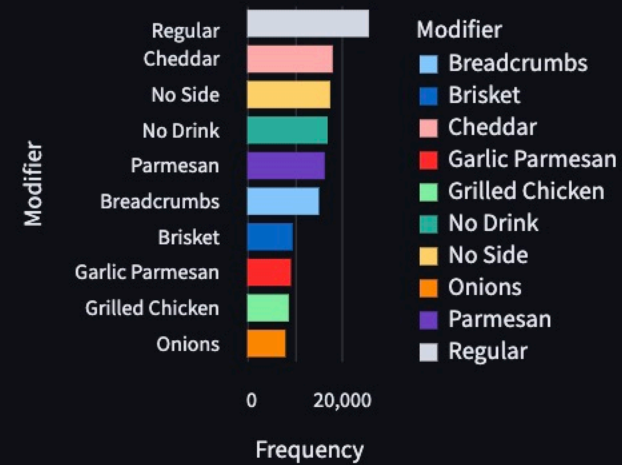 Modifier
Regular
Cheddar
No Side
No Drink
Parmesan
Breadcrumbs
Brisket
Garlic Parmesan
Grilled Chicken
Onions
0
20,000
Frequency
Modifier
Breadcrumbs
Brisket
Cheddar
Garlic Parmesan
Grilled Chicken
No Drink
No Side
Onions
Parmesan
Regular